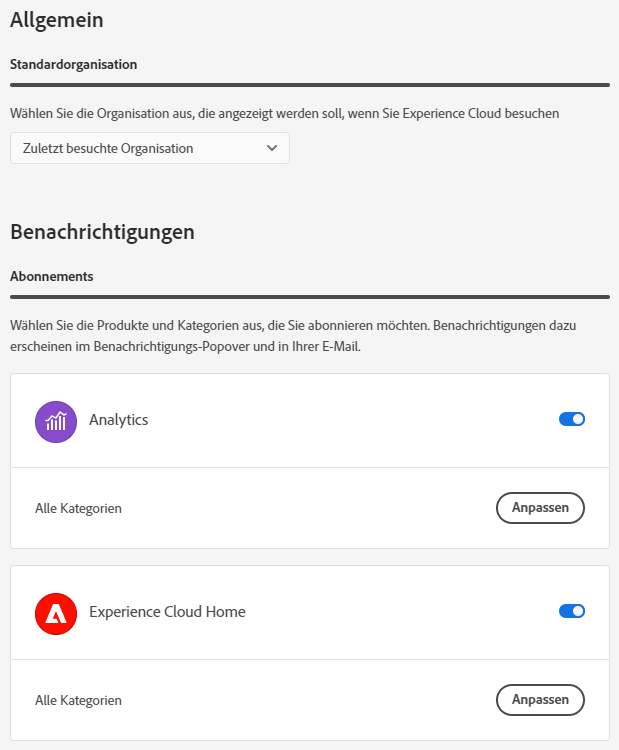 Allgemein
Standardorganisation
Wählen Sie die Organisation aus, die angezeigt werden soll, wenn Sie Experience Cloud besuchen
Zuletzt besuchte Organisation
Benachrichtigungen
Abonnements
Wählen Sie die Produkte und Kategorien aus, die Sie abonnieren möchten. Benachrichtigungen dazu
erscheinen im Benachrichtigungs-Popover und in Ihrer E-Mail.
Analytics
Alle Kategorien
Anpassen
Experience Cloud Home
Alle Kategorien
Anpassen